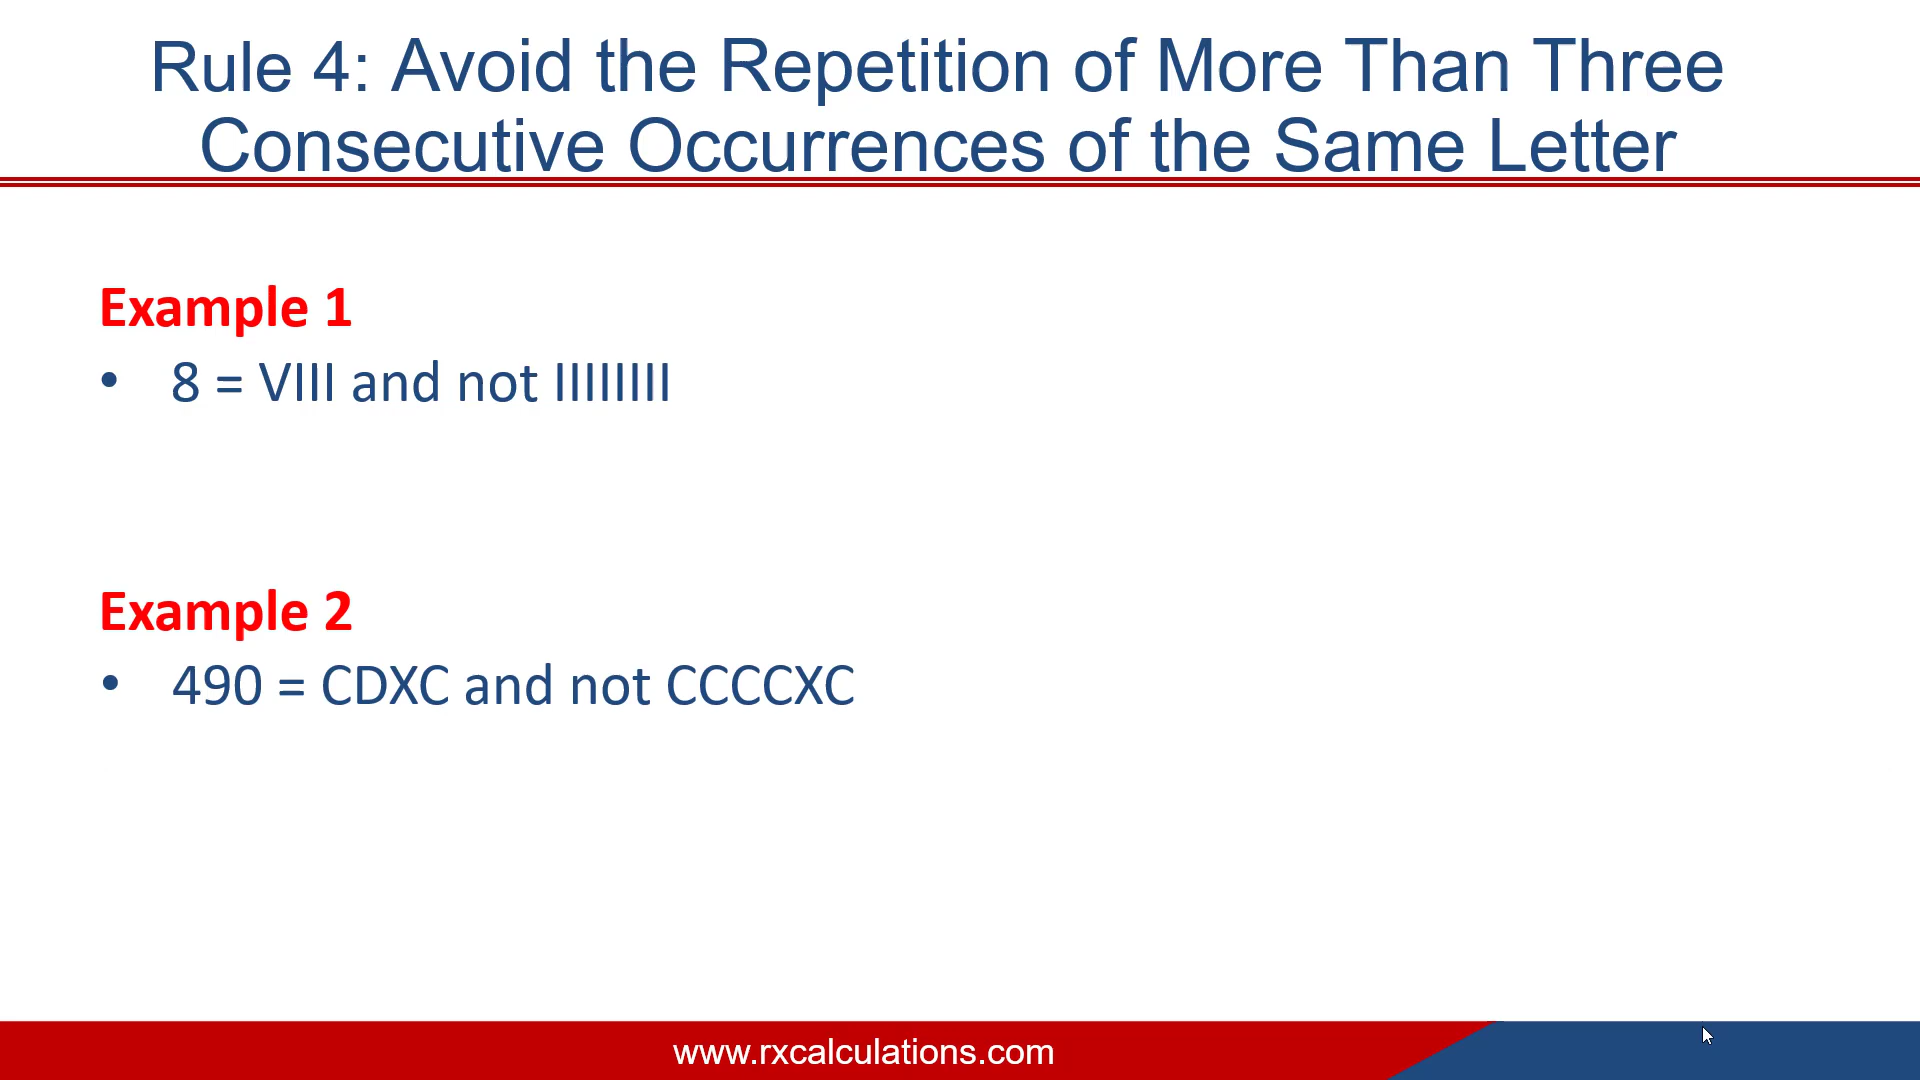 Rule 4: Avoid the Repetition of More Than Three
Consecutive Occurrences of the Same Letter
Example 1
• 8 = VIII and not IIIIIIII
Example 2
• 490 = CDXC and not CCCCXC
www.rxcalculations.com